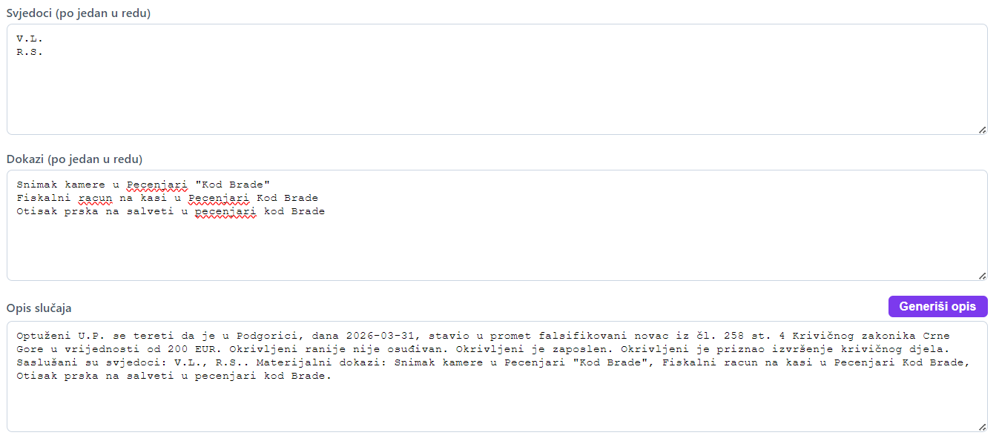 Svjedoci (po jedan u redu)
V.L.
R.S.
Dokazi (po jedan u redu)
Snimak kamere u Pecenjari "Kod Brade"
Fiskalni racun na kasi u Pecenjari Kod Brade
Otisak prska na salveti u pecenjari kod Brade
Opis slučaja
Generiši opis
Optuženi U.P. se tereti da je u Podgorici, dana 2026-03-31, stavio u promet falsifikovani novac iz čl. 258 st. 4 Krivičnog zakonika Crne
Gore u vrijednosti od 200 EUR. Okrivljeni ranije nije osuđivan. Okrivljeni je zaposlen. Okrivljeni je priznao izvršenje krivičnog djela.
Saslušani su svjedoci: V.L., R.S.. Materijalni dokazi: Snimak kamere u Pecenjari "Kod Brade", Fiskalni racun na kasi u Pecenjari Kod Brade,
Otisak prska na salveti u pecenjari kod Brade.